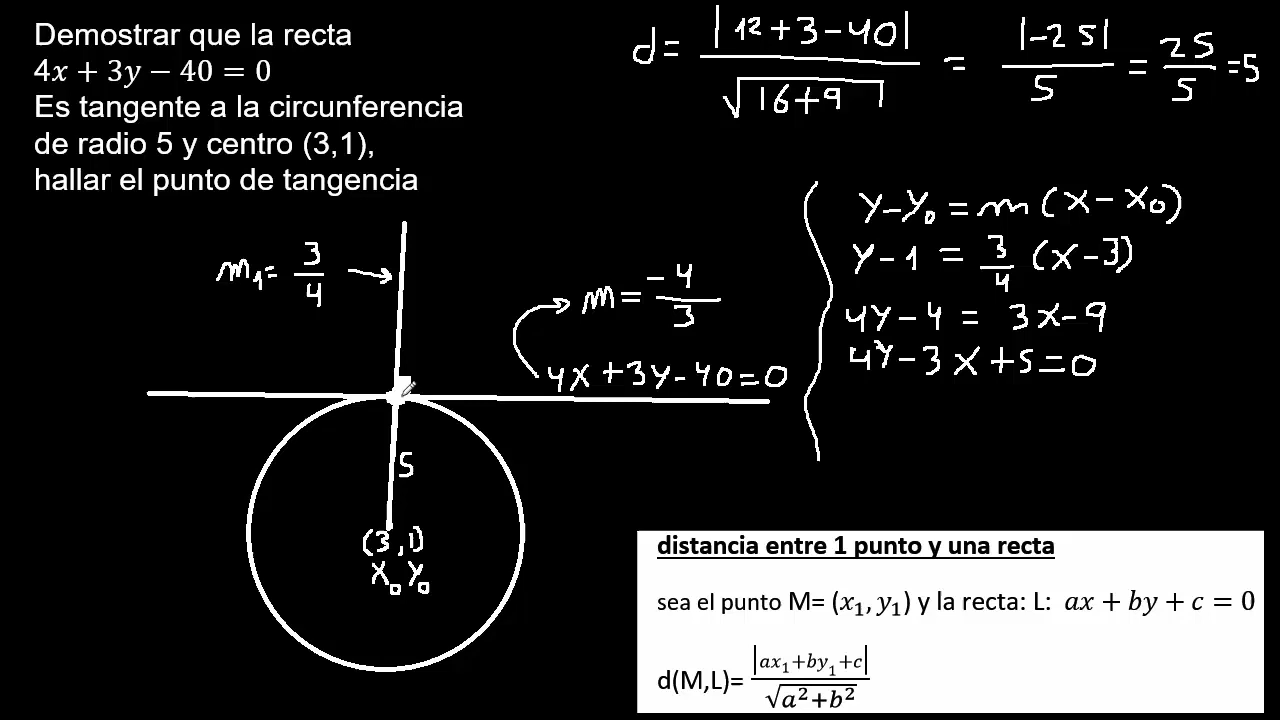 Demostrar que la recta
4x + 3y − 40 = 0
Es tangente a la circunferencia
de radio 5 y centro (3,1),
hallar el punto de tangencia
d = |12+3−40| / √(16+9) = |−25| / 5 = 25/5 = 5
m₁ = 3/4
m = −4/3
4x + 3y − 40 = 0
5
(3,1)
x₀ y₀
y − y₀ = m (x − x₀)
y − 1 = 3/4 (x − 3)
4y − 4 = 3x − 9
4y − 3x + 5 = 0
distancia entre 1 punto y una recta
sea el punto M= (x₁, y₁) y la recta: L: ax + by + c = 0
d(M,L)= |ax₁+by₁+c| / √(a²+b²)